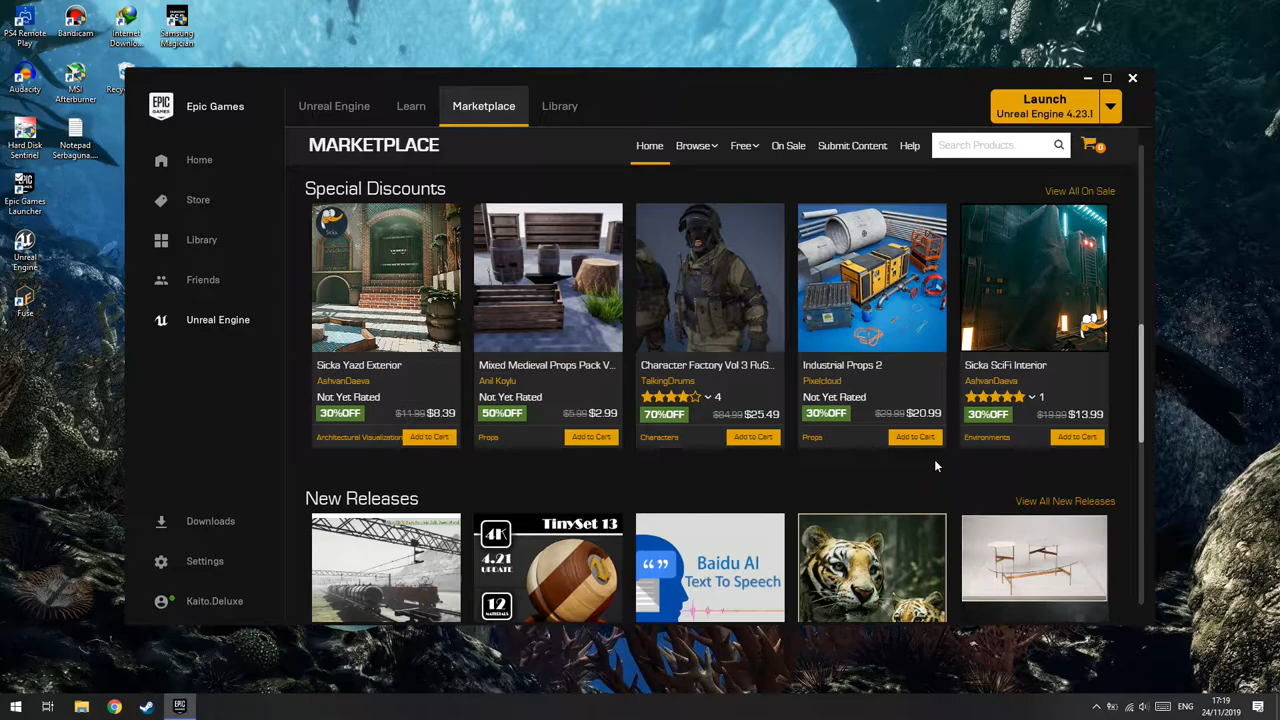 PS4 Remote
Play
Bandicam
Internet
Downlo...
Samsung
Magician
Audacity
MSI
Afterburner
Recyc
Hard Disk
Sentinel
Notepad
Serbaguna....
Epic Games
Launcher
Unreal
Engine
Fuse
EPIC
GAMES
Epic Games
Home
Store
Library
Friends
Unreal Engine
Downloads
Settings
Kaito.Deluxe
Unreal Engine
Learn
Marketplace
Library
Launch
Unreal Engine 4.23.1
MARKETPLACE
Home
Browse
Free
On Sale
Submit Content
Help
Search Products.
0
Special Discounts
View All On Sale
Sicka
Sicka Yazd Exterior
AshvanDaeva
Not Yet Rated
30%OFF $11.99 $8.39
Architectural Visualization Add to Cart
Mixed Medieval Props Pack V...
Anil Koylu
Not Yet Rated
50%OFF $5.99 $2.99
Props Add to Cart
Character Factory Vol 3 RuS...
TalkingDrums
4
70%OFF $84.99 $25.49
Characters Add to Cart
Industrial Props 2
Pixelcloud
Not Yet Rated
30%OFF $29.99 $20.99
Props Add to Cart
Sicka SciFi Interior
AshvanDaeva
1
30%OFF $19.99 $13.99
Environments Add to Cart
New Releases
View All New Releases
TinySet 13
4K
4.21
UPDATE
12
MATERIALS
Baidu AI
Text To Speech
ENG
17:19
24/11/2019